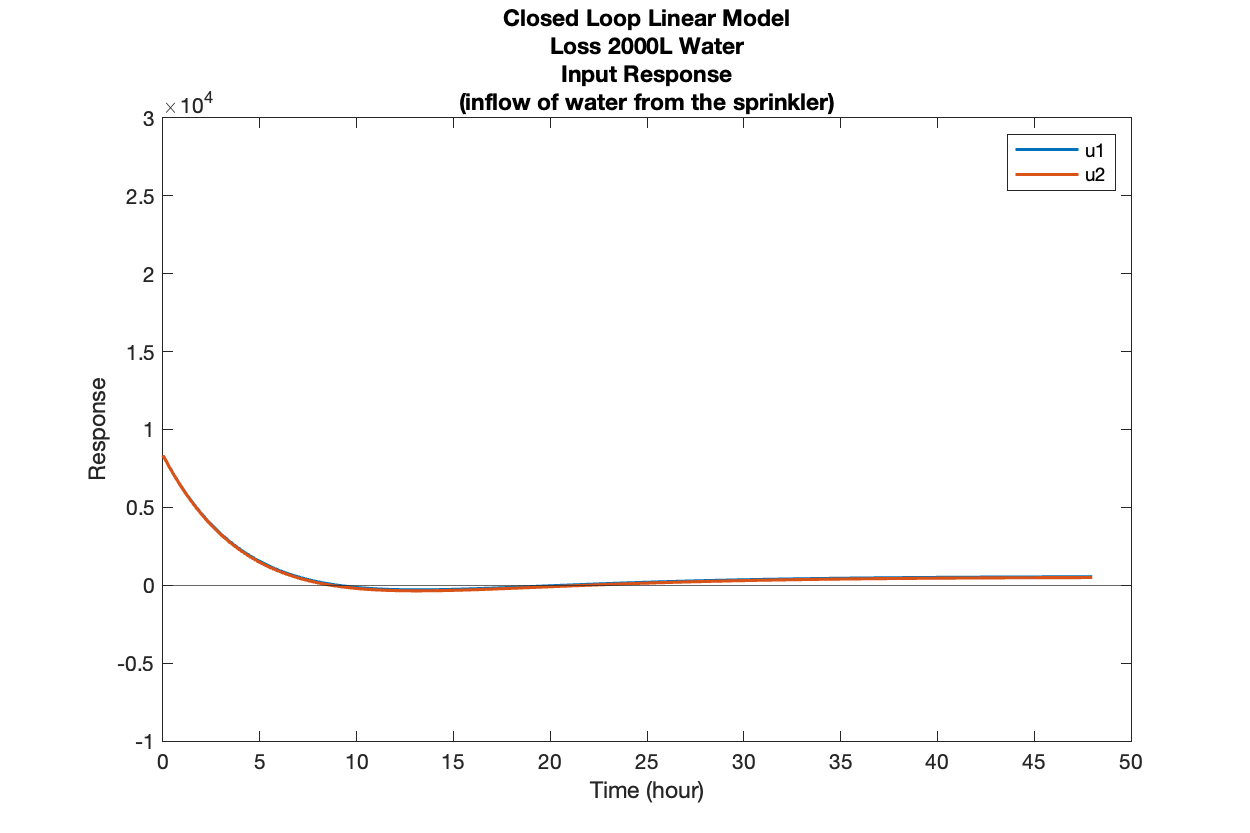 Closed Loop Linear Model
Loss 2000L Water
Input Response
(inflow of water from the sprinkler)
×10⁴
3
2.5
2
1.5
1
0.5
0
-0.5
-1
Response
u1
u2
0 5 10 15 20 25 30 35 40 45 50
Time (hour)